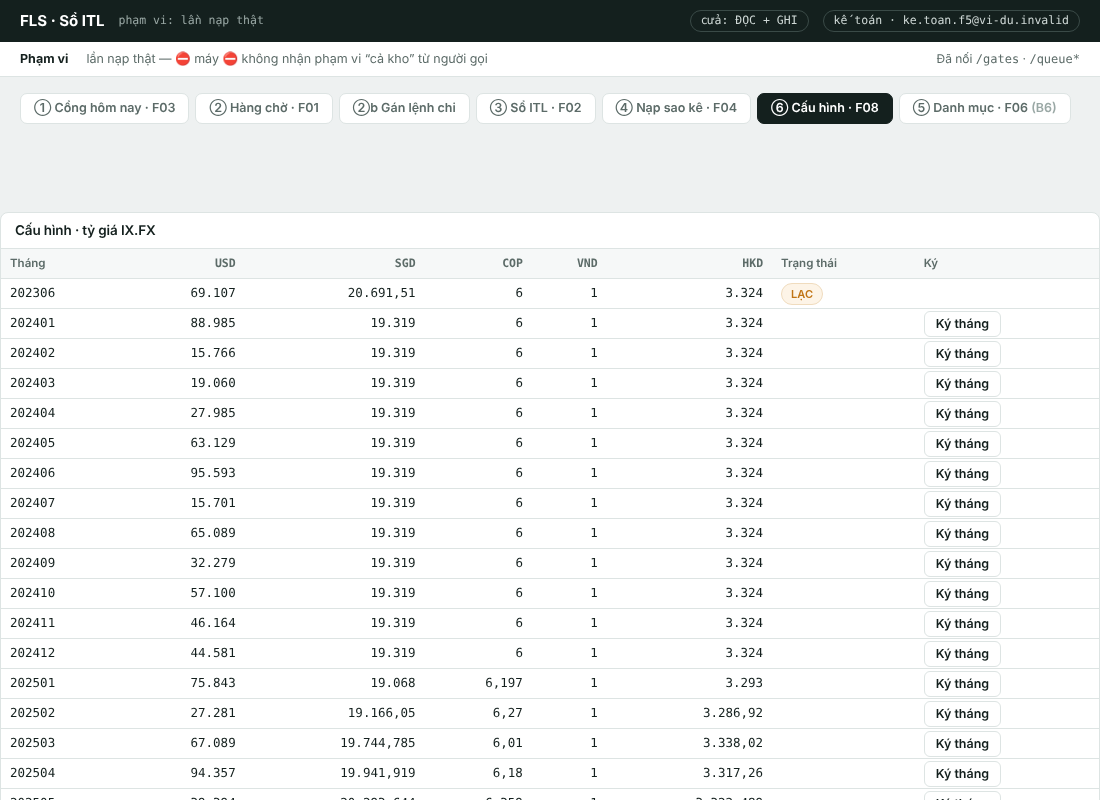 FLS · Sổ ITL phạm vi: lần nạp thật cửa: ĐỌC + GHI kế toán · ke.toan.f5@vi-du.invalid
Phạm vi lần nạp thật — ⛔ máy ⛔ không nhận phạm vi “cả kho” từ người gọi Đã nối /gates · /queue*
① Cổng hôm nay · F03 ② Hàng chờ · F01 ②b Gán lệnh chi ③ Sổ ITL · F02 ④ Nạp sao kê · F04 ⑥ Cấu hình · F08 ⑤ Danh mục · F06 (B6)
Cấu hình · tỷ giá IX.FX
Tháng USD SGD COP VND HKD Trạng thái Ký
202306 69.107 20.691,51 6 1 3.324 LẠC
202401 88.985 19.319 6 1 3.324 Ký tháng
202402 15.766 19.319 6 1 3.324 Ký tháng
202403 19.060 19.319 6 1 3.324 Ký tháng
202404 27.985 19.319 6 1 3.324 Ký tháng
202405 63.129 19.319 6 1 3.324 Ký tháng
202406 95.593 19.319 6 1 3.324 Ký tháng
202407 15.701 19.319 6 1 3.324 Ký tháng
202408 65.089 19.319 6 1 3.324 Ký tháng
202409 32.279 19.319 6 1 3.324 Ký tháng
202410 57.100 19.319 6 1 3.324 Ký tháng
202411 46.164 19.319 6 1 3.324 Ký tháng
202412 44.581 19.319 6 1 3.324 Ký tháng
202501 75.843 19.068 6,197 1 3.293 Ký tháng
202502 27.281 19.166,05 6,27 1 3.286,92 Ký tháng
202503 67.089 19.744,785 6,01 1 3.338,02 Ký tháng
202504 94.357 19.941,919 6,18 1 3.317,26 Ký tháng